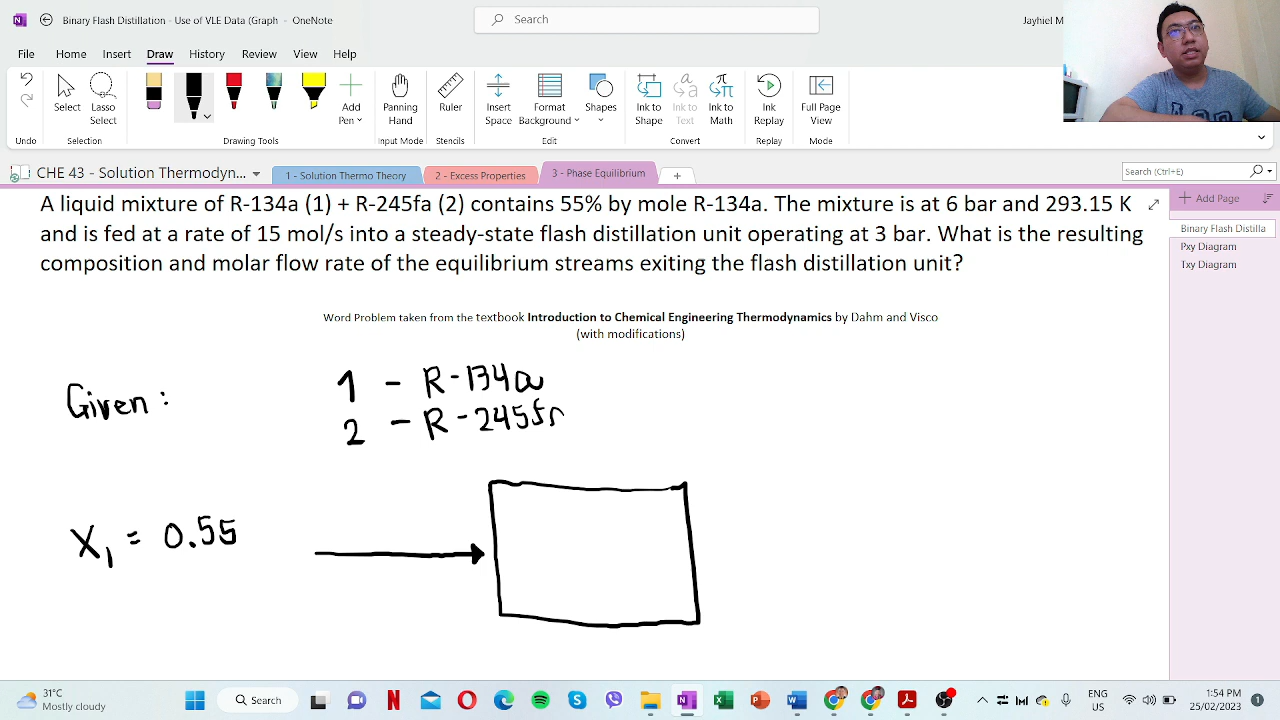 Binary Flash Distillation - Use of VLE Data (Graph - OneNote
Search
Jayhiel M
File Home Insert Draw History Review View Help
Select
Lasso Select
Add Pen
Panning Hand
Ruler
Insert Space
Format Background
Shapes
Ink to Shape
Ink to Text
Ink to Math
Ink Replay
Full Page View
Undo
Selection
Drawing Tools
Input Mode
Stencils
Edit
Convert
Replay
Mode
CHE 43 - Solution Thermodyn...
1 - Solution Thermo Theory
2 - Excess Properties
3 - Phase Equilibrium
+
Search (Ctrl+E)
A liquid mixture of R-134a (1) + R-245fa (2) contains 55% by mole R-134a. The mixture is at 6 bar and 293.15 K
and is fed at a rate of 15 mol/s into a steady-state flash distillation unit operating at 3 bar. What is the resulting
composition and molar flow rate of the equilibrium streams exiting the flash distillation unit?
Add Page
Binary Flash Distilla
Pxy Diagram
Txy Diagram
Word Problem taken from the textbook Introduction to Chemical Engineering Thermodynamics by Dahm and Visco
(with modifications)
Given :
1 - R-134a
2 - R-245f
X1 = 0.55
31°C
Mostly cloudy
Search
ENG
US
1:54 PM
25/02/2023
1